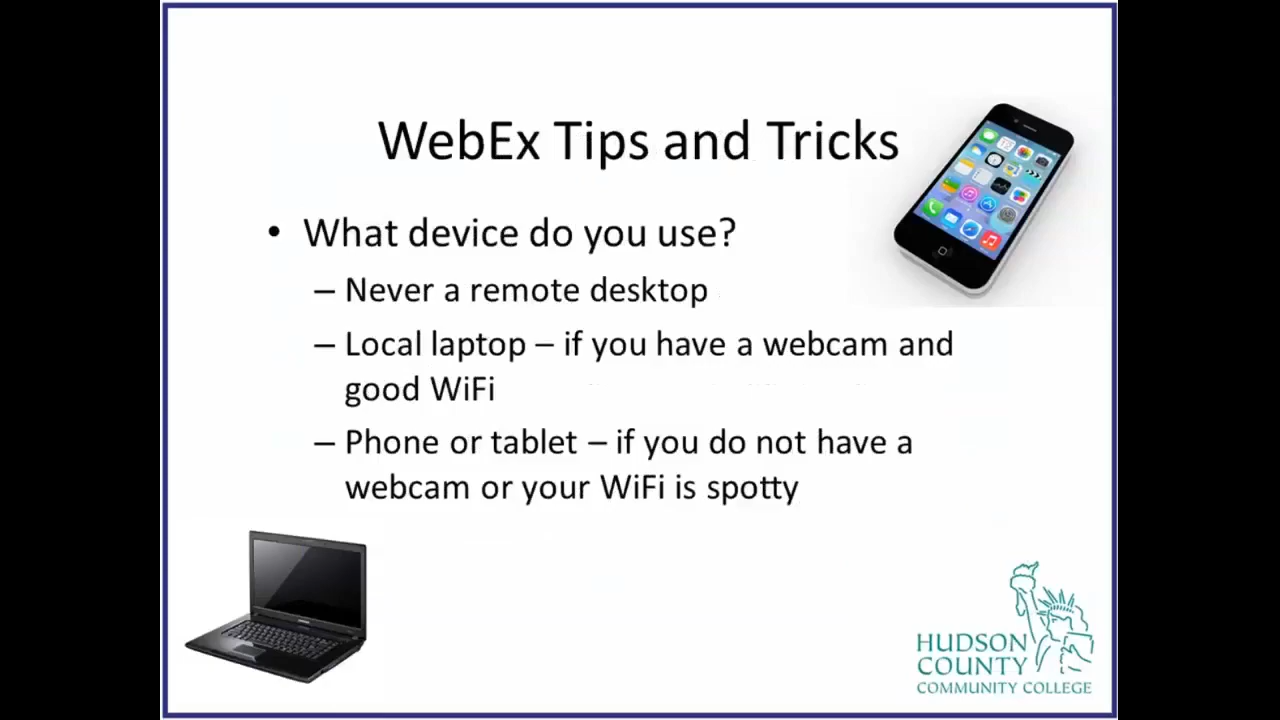 WebEx Tips and Tricks
• What device do you use?
– Never a remote desktop
– Local laptop – if you have a webcam and
good WiFi
– Phone or tablet – if you do not have a
webcam or your WiFi is spotty
HUDSON
COUNTY
COMMUNITY COLLEGE